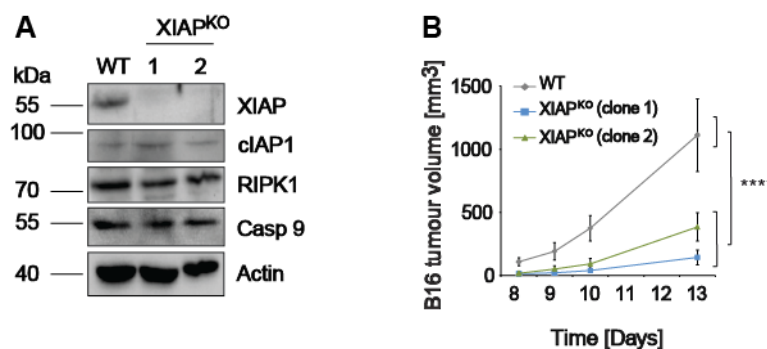 A
XIAPKO
WT 1 2
kDa
55 XIAP
100
cIAP1
RIPK1
70
55 Casp 9
40 Actin
B
B16 tumour volume [mm3]
1500
1000
500
0
WT
XIAPKO (clone 1)
XIAPKO (clone 2)
***
8 9 10 11 12 13
Time [Days]